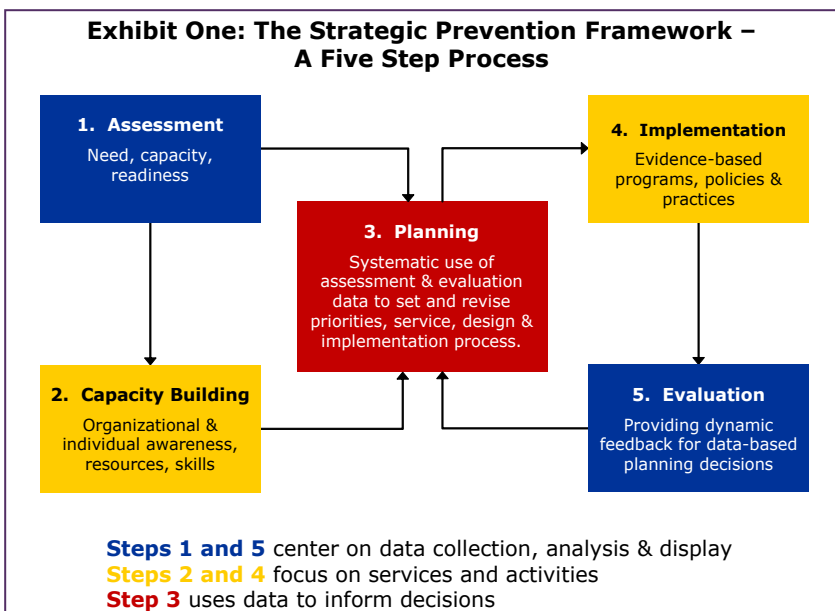 Exhibit One: The Strategic Prevention Framework –
A Five Step Process
1. Assessment
Need, capacity,
readiness
2. Capacity Building
Organizational &
individual awareness,
resources, skills
3. Planning
Systematic use of
assessment & evaluation
data to set and revise
priorities, service, design &
implementation process.
4. Implementation
Evidence-based
programs, policies &
practices
5. Evaluation
Providing dynamic
feedback for data-based
planning decisions
Steps 1 and 5 center on data collection, analysis & display
Steps 2 and 4 focus on services and activities
Step 3 uses data to inform decisions